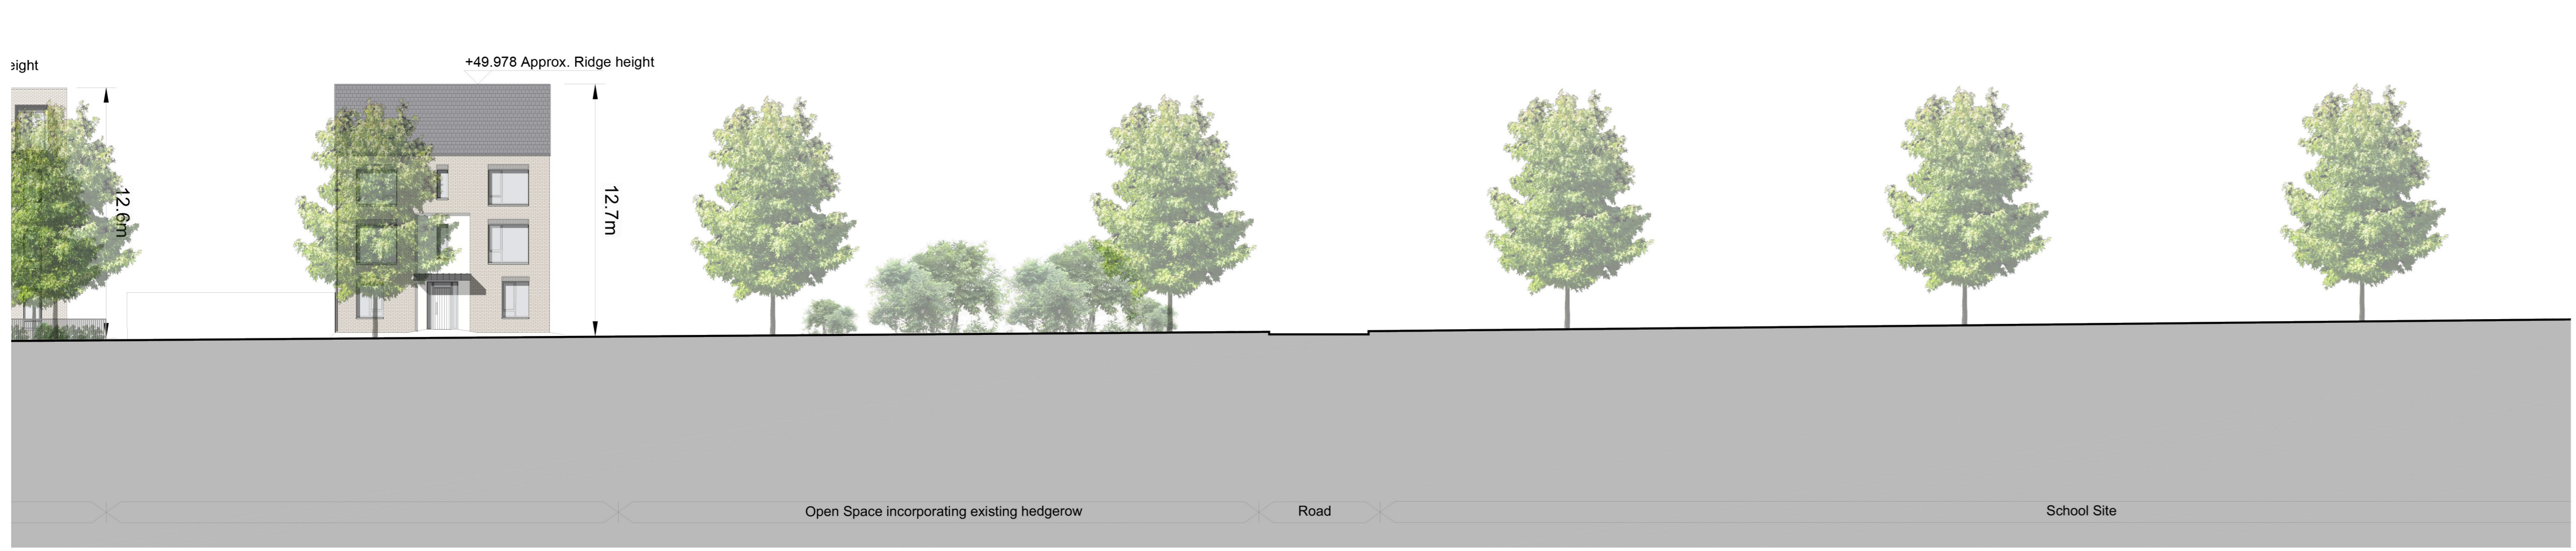 eight
+49.978 Approx. Ridge height
12.6m
12.7m
Open Space incorporating existing hedgerow
Road
School Site